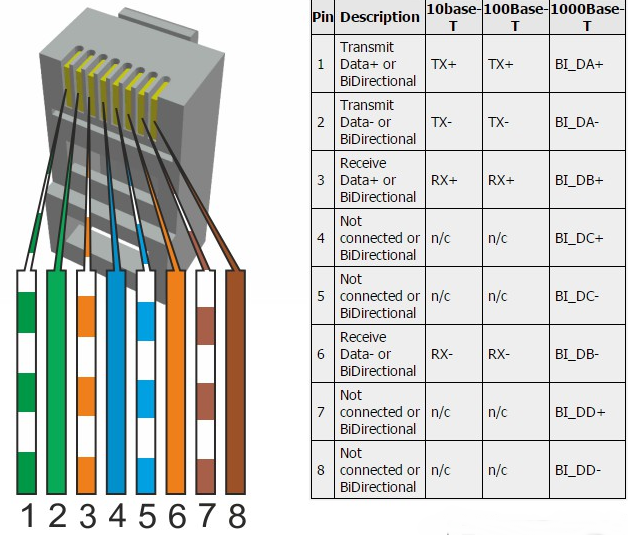 Pin Description 10base-T 100Base-T 1000Base-T
1 Transmit Data+ or BiDirectional TX+ TX+ BI_DA+
2 Transmit Data- or BiDirectional TX- TX- BI_DA-
3 Receive Data+ or BiDirectional RX+ RX+ BI_DB+
4 Not connected or BiDirectional n/c n/c BI_DC+
5 Not connected or BiDirectional n/c n/c BI_DC-
6 Receive Data- or BiDirectional RX- RX- BI_DB-
7 Not connected or BiDirectional n/c n/c BI_DD+
8 Not connected or BiDirectional n/c n/c BI_DD-
1 2 3 4 5 6 7 8